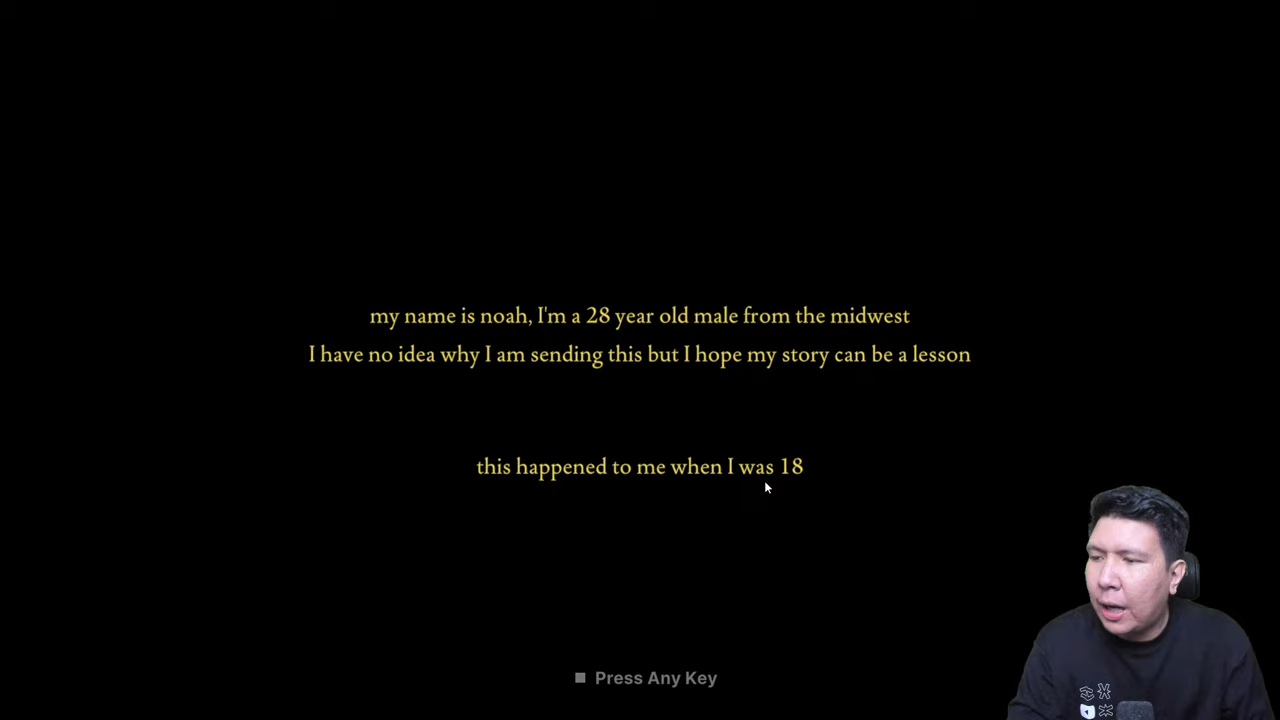 my name is noah, I'm a 28 year old male from the midwest
I have no idea why I am sending this but I hope my story can be a lesson
this happened to me when I was 18
Press Any Key